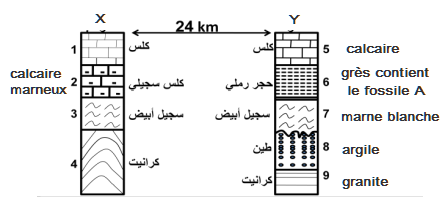 X 24 km Y
1 كلس كلس 5 calcaire
calcaire
marneux
2 كلس سجيلي حجر رملي 6 grès contient
le fossile A
3 سجيل أبيض سجيل أبيض 7 marne blanche
4 كرانيت طين 8 argile
كرانيت 9 granite